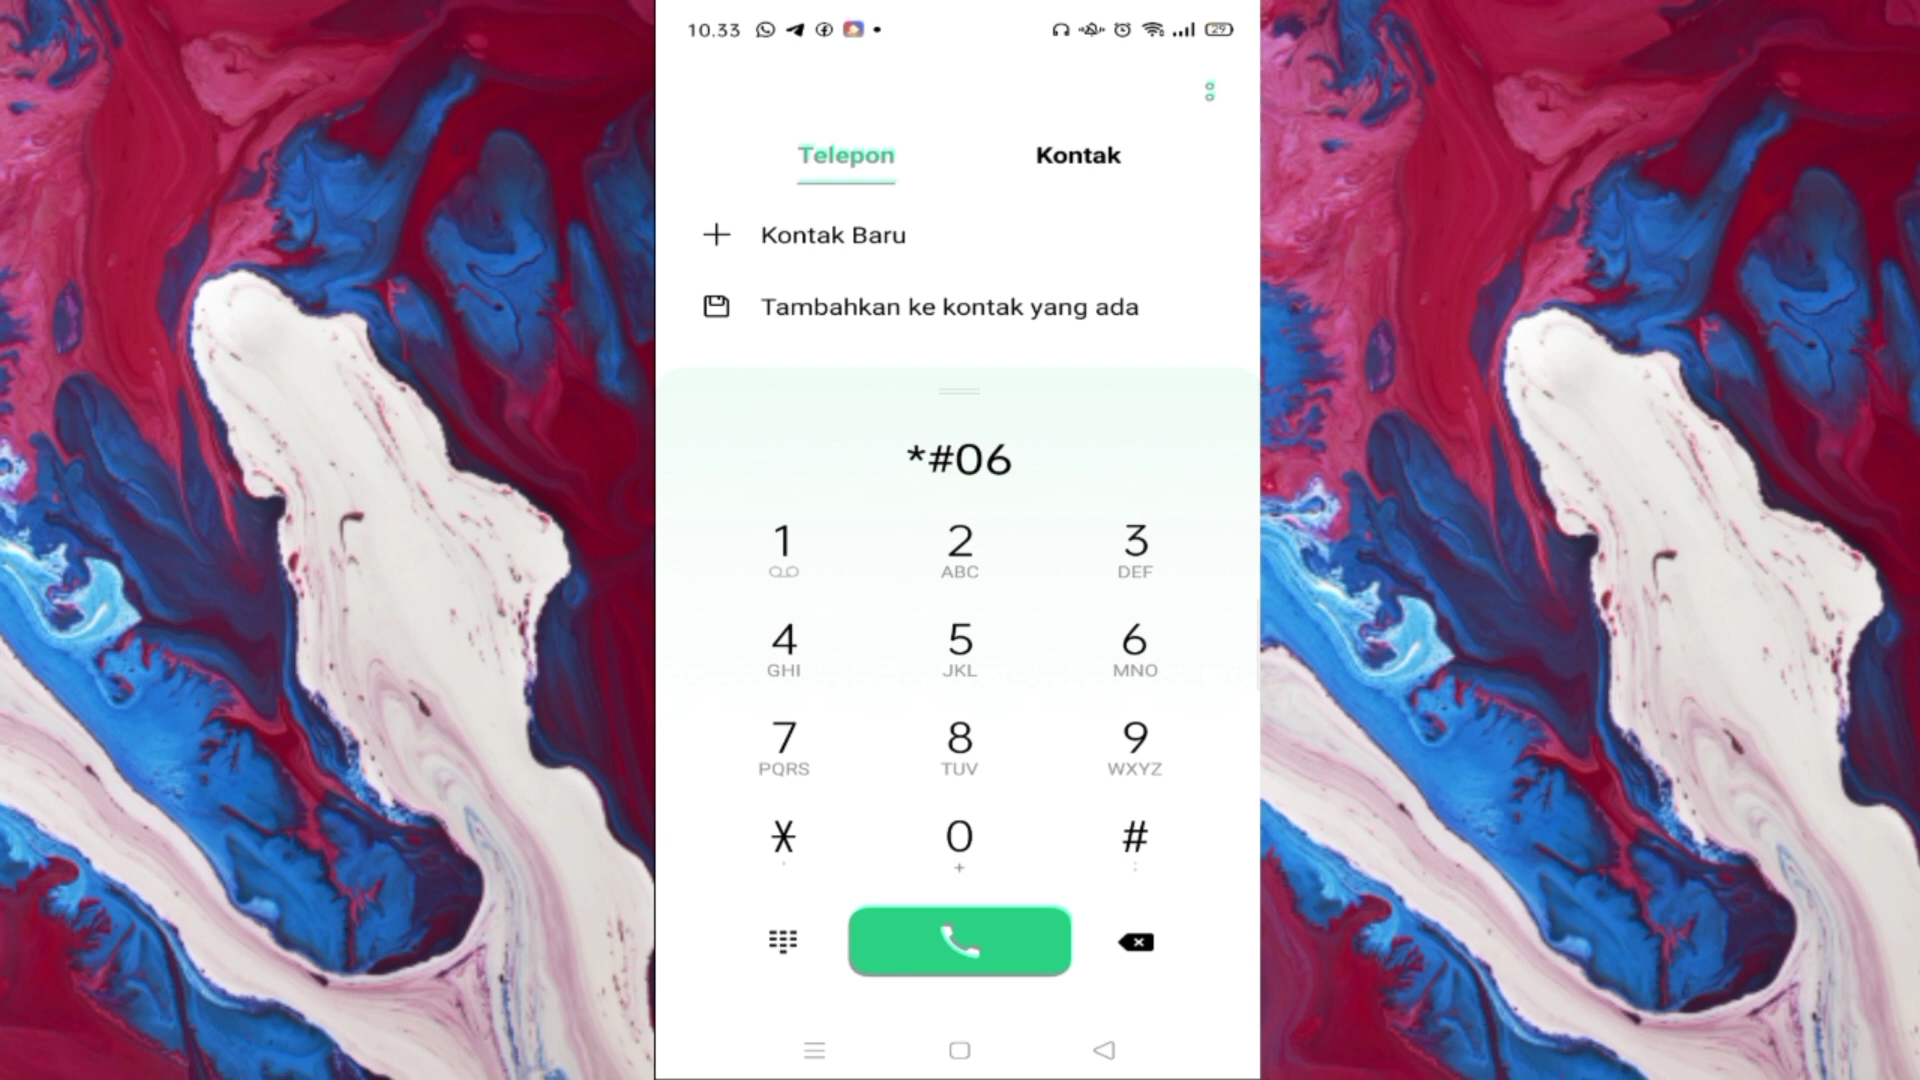 10.33
29
Telepon Kontak
Kontak Baru
Tambahkan ke kontak yang ada
*#06
1 2 3
ABC DEF
4 5 6
GHI JKL MNO
7 8 9
PQRS TUV WXYZ
* 0 #
, + ;